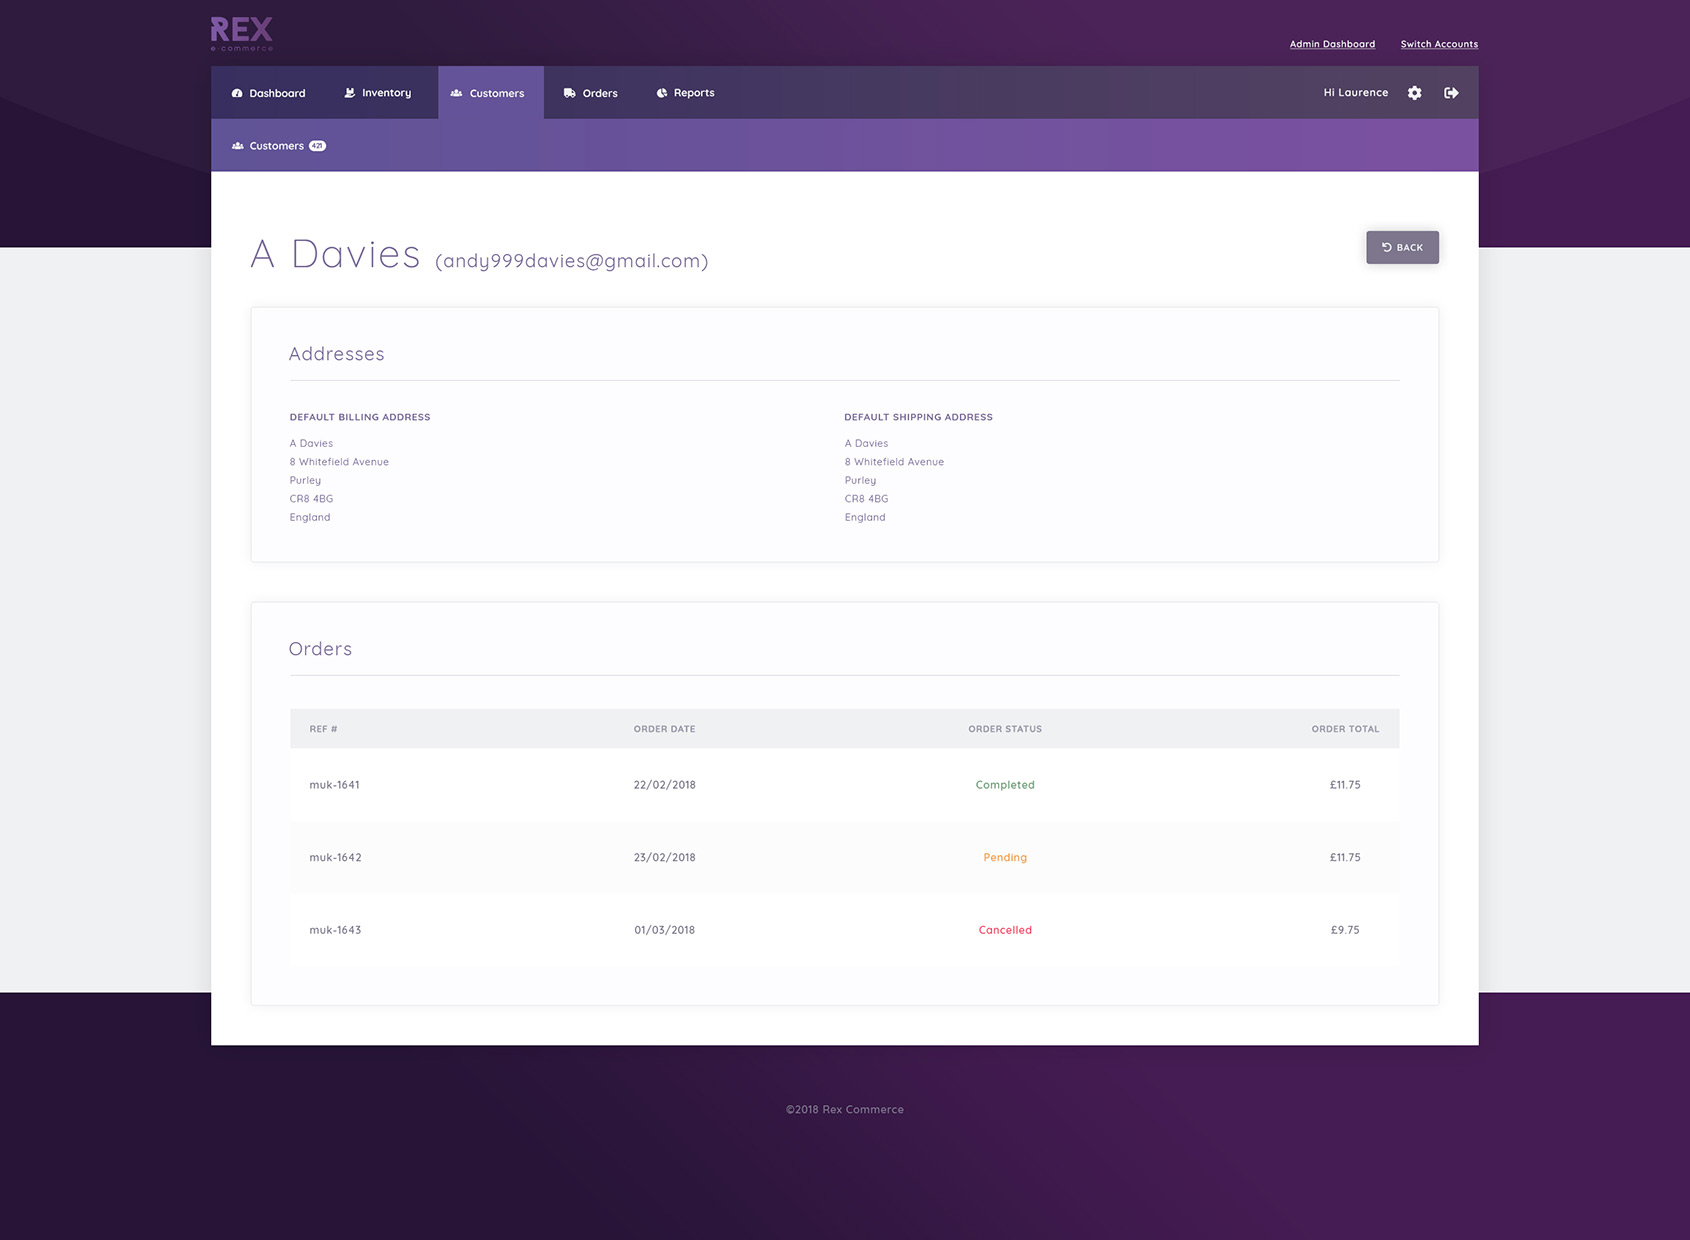 REX
e-commerce
Admin Dashboard Switch Accounts
Dashboard Inventory Customers Orders Reports Hi Laurence
Customers 421
A Davies (andy999davies@gmail.com)
BACK
Addresses
DEFAULT BILLING ADDRESS DEFAULT SHIPPING ADDRESS
A Davies A Davies
8 Whitefield Avenue 8 Whitefield Avenue
Purley Purley
CR8 4BG CR8 4BG
England England
Orders
REF # ORDER DATE ORDER STATUS ORDER TOTAL
muk-1641 22/02/2018 Completed £11.75
muk-1642 23/02/2018 Pending £11.75
muk-1643 01/03/2018 Cancelled £9.75
©2018 Rex Commerce